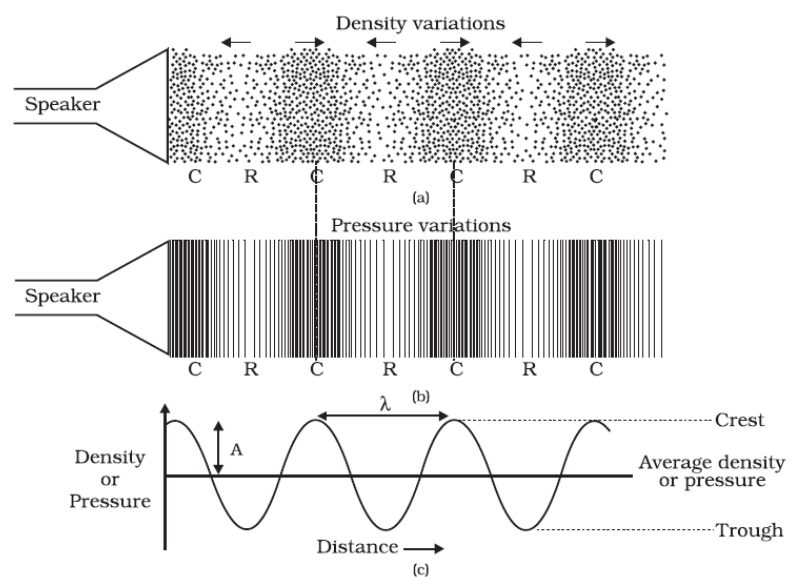 Density variations
Speaker
C R C R C R C
(a)
Pressure variations
Speaker
C R C R C R C
(b)
λ
Crest
A
Density
or
Pressure
Average density
or pressure
Trough
Distance
(c)